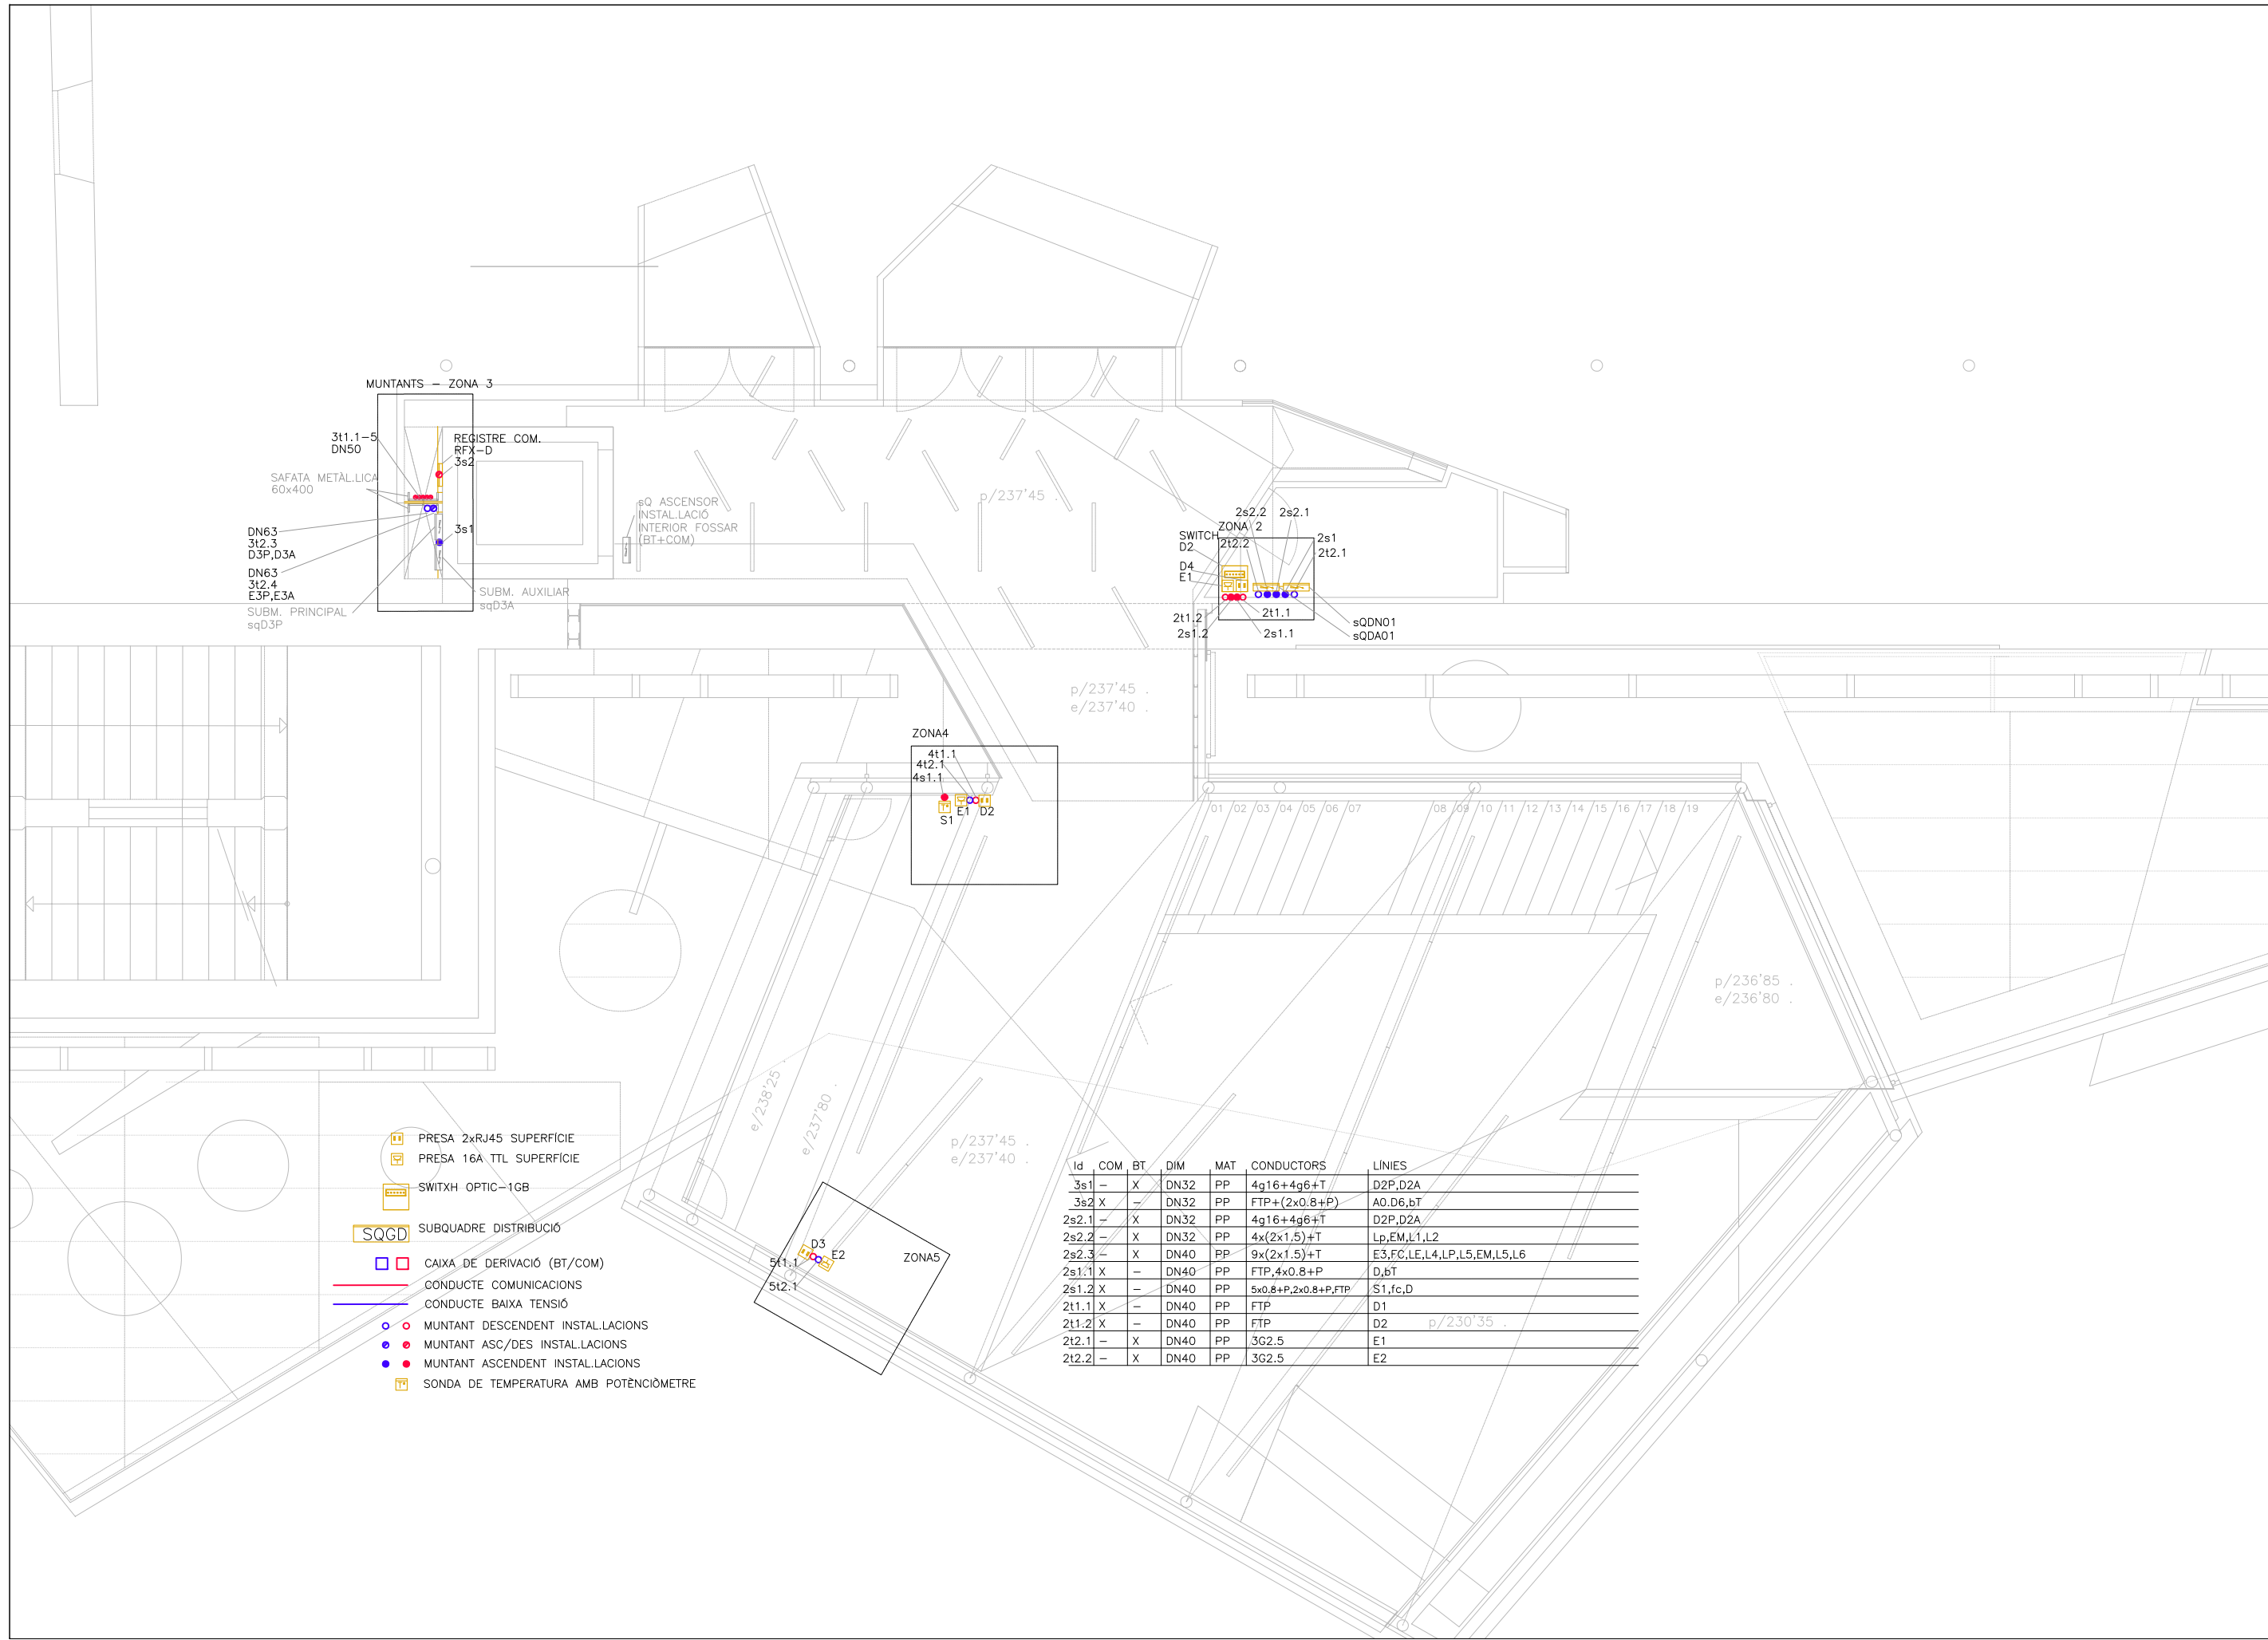 MUNTANTS - ZONA 3
3t1.1-5
DN50
REGISTRE COM.
RFX-D
3s2
SAFATA METÀL.LICA
60x400
DN63
3t2.3
D3P,D3A
3s1
DN63
3t2.4
E3P,E3A
SUBM. PRINCIPAL
sqD3P
SUBM. AUXILIAR
sqD3A
sQ ASCENSOR
INSTAL.LACIÓ
INTERIOR FOSSAR
(BT+COM)
p/237'45 .
2s2.2
2s2.1
ZONA 2
SWITCH
D2
2t2.2
2s1
2t2.1
D4
E1
2t1.2
2s1.2
2t1.1
2s1.1
sQDN01
sQDA01
p/237'45 .
e/237'40 .
ZONA4
4t1.1
4t2.1
4s1.1
S1
E1
D2
01 02 03 04 05 06 07 08 09 10 11 12 13 14 15 16 17 18 19
p/236'85 .
e/236'80 .
e/238'25 .
e/237'80 .
p/237'45 .
e/237'40 .
D3
E2
ZONA5
5t1.1
5t2.1
p/230'35 .
PRESA 2xRJ45 SUPERFÍCIE
PRESA 16A TTL SUPERFÍCIE
SWITXH OPTIC-1GB
SQGD SUBQUADRE DISTRIBUCIÓ
CAIXA DE DERIVACIÓ (BT/COM)
CONDUCTE COMUNICACIONS
CONDUCTE BAIXA TENSIÓ
MUNTANT DESCENDENT INSTAL.LACIONS
MUNTANT ASC/DES INSTAL.LACIONS
MUNTANT ASCENDENT INSTAL.LACIONS
SONDA DE TEMPERATURA AMB POTÈNCIÒMETRE
Id COM BT DIM MAT CONDUCTORS LÍNIES
3s1 - X DN32 PP 4g16+4g6+T D2P,D2A
3s2 X - DN32 PP FTP+(2x0.8+P) A0.D6,bT
2s2.1 - X DN32 PP 4g16+4g6+T D2P,D2A
2s2.2 - X DN32 PP 4x(2x1.5)+T Lp,EM,L1,L2
2s2.3 - X DN40 PP 9x(2x1.5)+T E3,FC,LE,L4,LP,L5,EM,L5,L6
2s1.1 X - DN40 PP FTP,4x0.8+P D,bT
2s1.2 X - DN40 PP 5x0.8+P,2x0.8+P,FTP S1,fc,D
2t1.1 X - DN40 PP FTP D1
2t1.2 X - DN40 PP FTP D2
2t2.1 - X DN40 PP 3G2.5 E1
2t2.2 - X DN40 PP 3G2.5 E2